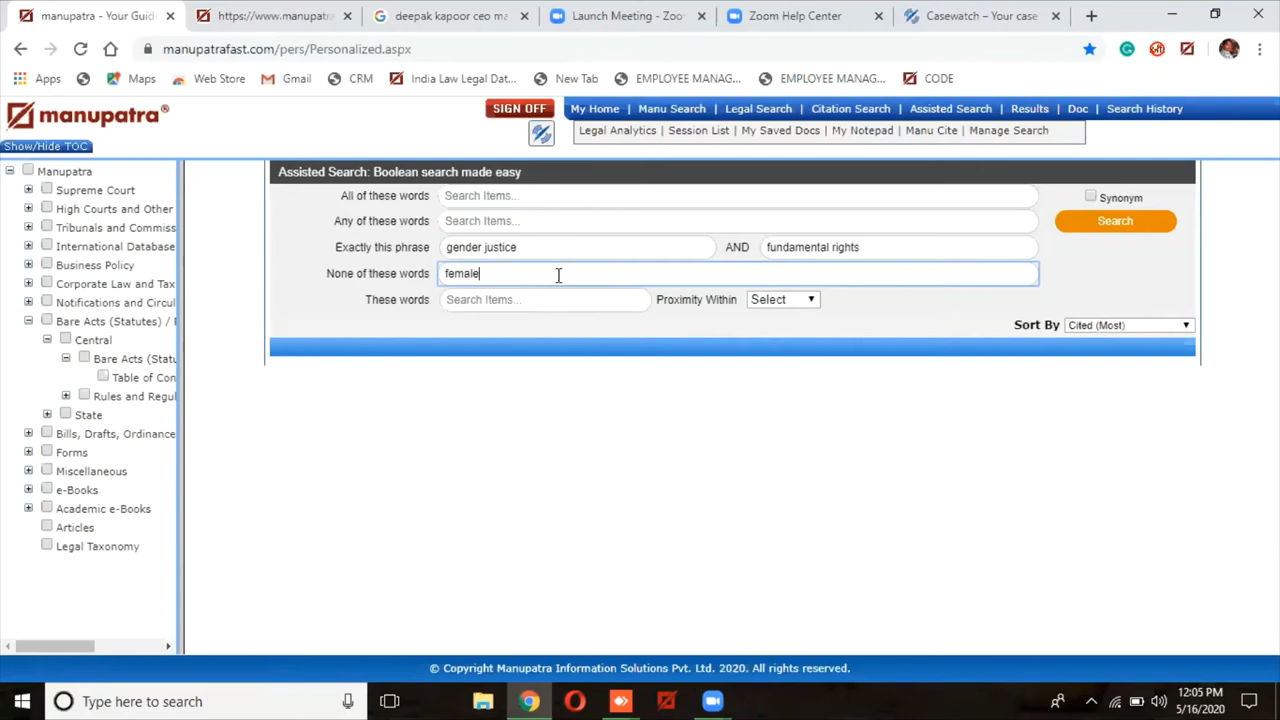 manupatra - Your Guid
https://www.manupatra
deepak kapoor ceo ma
Launch Meeting - Zoo
Zoom Help Center
Casewatch – Your case
manupatrafast.com/pers/Personalized.aspx
Apps
Maps
Web Store
Gmail
CRM
India Law Legal Dat...
New Tab
EMPLOYEE MANAG...
EMPLOYEE MANAG...
CODE
manupatra®
SIGN OFF
My Home | Manu Search | Legal Search | Citation Search | Assisted Search | Results | Doc | Search History
Legal Analytics | Session List | My Saved Docs | My Notepad | Manu Cite | Manage Search
Show/Hide TOC
Manupatra
Supreme Court
High Courts and Other
Tribunals and Commiss
International Database
Business Policy
Corporate Law and Tax
Notifications and Circul
Bare Acts (Statutes) / R
Central
Bare Acts (Statu
Table of Con
Rules and Regul
State
Bills, Drafts, Ordinance
Forms
Miscellaneous
e-Books
Academic e-Books
Articles
Legal Taxonomy
Assisted Search: Boolean search made easy
All of these words Search Items... Synonym
Any of these words Search Items... Search
Exactly this phrase gender justice AND fundamental rights
None of these words female
These words Search Items... Proximity Within Select
Sort By Cited (Most)
© Copyright Manupatra Information Solutions Pvt. Ltd. 2020. All rights reserved.
Type here to search
12:05 PM
5/16/2020